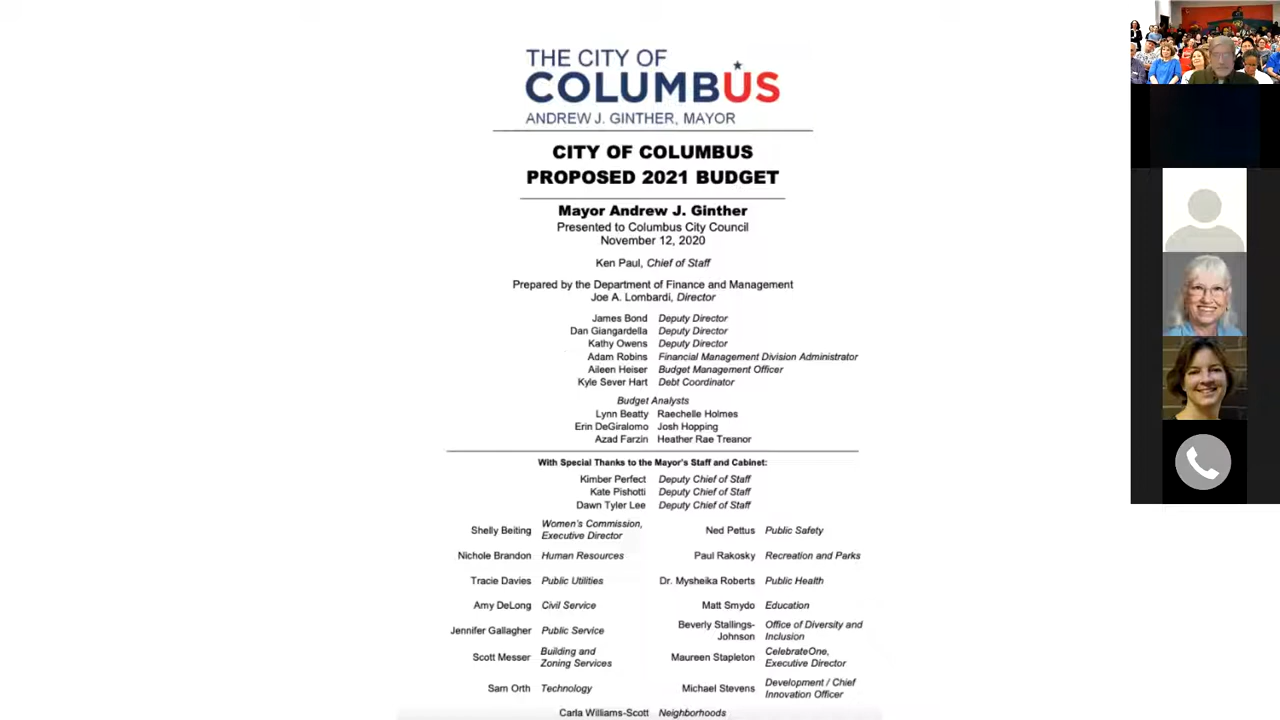 THE CITY OF
COLUMBUS
ANDREW J. GINTHER, MAYOR
CITY OF COLUMBUS
PROPOSED 2021 BUDGET
Mayor Andrew J. Ginther
Presented to Columbus City Council
November 12, 2020
Ken Paul, Chief of Staff
Prepared by the Department of Finance and Management
Joe A. Lombardi, Director
James Bond Deputy Director
Dan Giangardella Deputy Director
Kathy Owens Deputy Director
Adam Robins Financial Management Division Administrator
Aileen Heiser Budget Management Officer
Kyle Sever Hart Debt Coordinator
Budget Analysts
Lynn Beatty Raechelle Holmes
Erin DeGiralomo Josh Hopping
Azad Farzin Heather Rae Treanor
With Special Thanks to the Mayor's Staff and Cabinet:
Kimber Perfect Deputy Chief of Staff
Kate Pishotti Deputy Chief of Staff
Dawn Tyler Lee Deputy Chief of Staff
Shelly Beiting Women's Commission,
Executive Director
Ned Pettus Public Safety
Nichole Brandon Human Resources
Paul Rakosky Recreation and Parks
Tracie Davies Public Utilities
Dr. Mysheika Roberts Public Health
Amy DeLong Civil Service
Matt Smydo Education
Jennifer Gallagher Public Service
Beverly Stallings- Office of Diversity and
Johnson Inclusion
Scott Messer Building and
Zoning Services
Maureen Stapleton CelebrateOne,
Executive Director
Sam Orth Technology
Michael Stevens Development / Chief
Innovation Officer
Carla Williams-Scott Neighborhoods